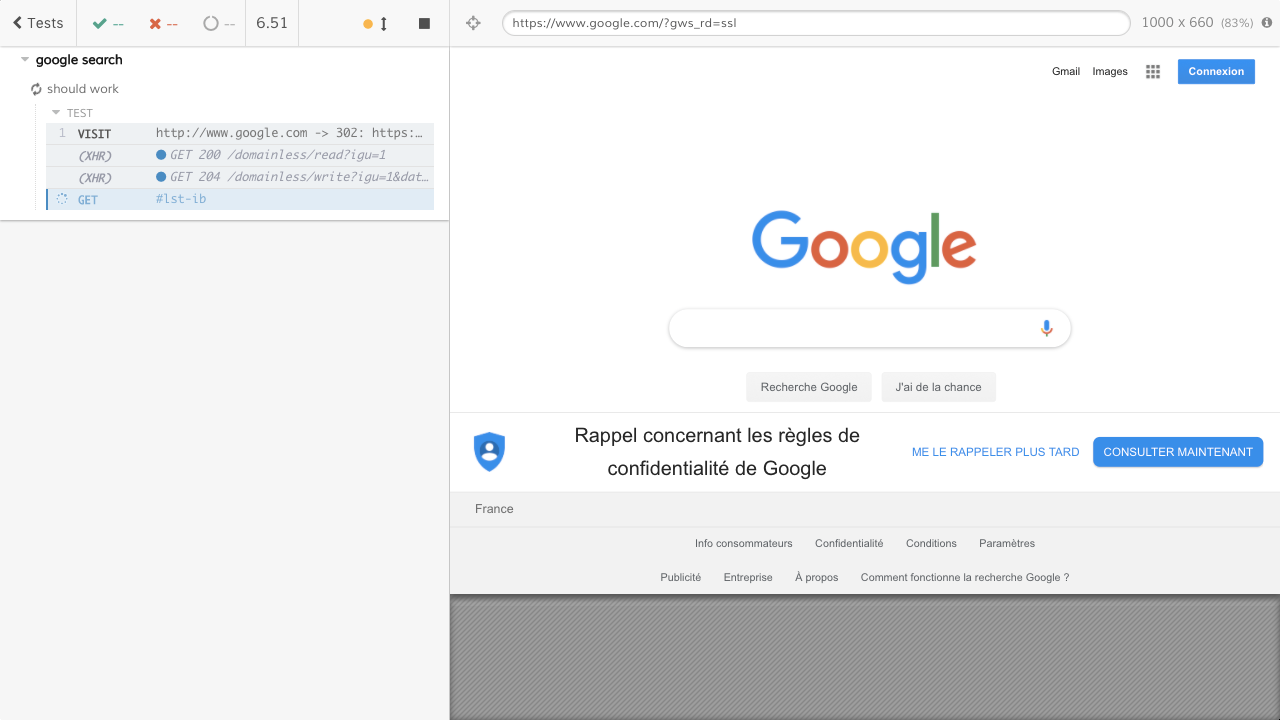 Tests
--
--
--
6.51
https://www.google.com/?gws_rd=ssl
1000 x 660 (83%)
google search
should work
TEST
1 VISIT http://www.google.com -> 302: https:…
(XHR) GET 200 /domainless/read?igu=1
(XHR) GET 204 /domainless/write?igu=1&dat…
GET #lst-ib
Gmail Images Connexion
Google
Recherche Google J'ai de la chance
Rappel concernant les règles de
confidentialité de Google
ME LE RAPPELER PLUS TARD CONSULTER MAINTENANT
France
Info consommateurs Confidentialité Conditions Paramètres
Publicité Entreprise À propos Comment fonctionne la recherche Google ?